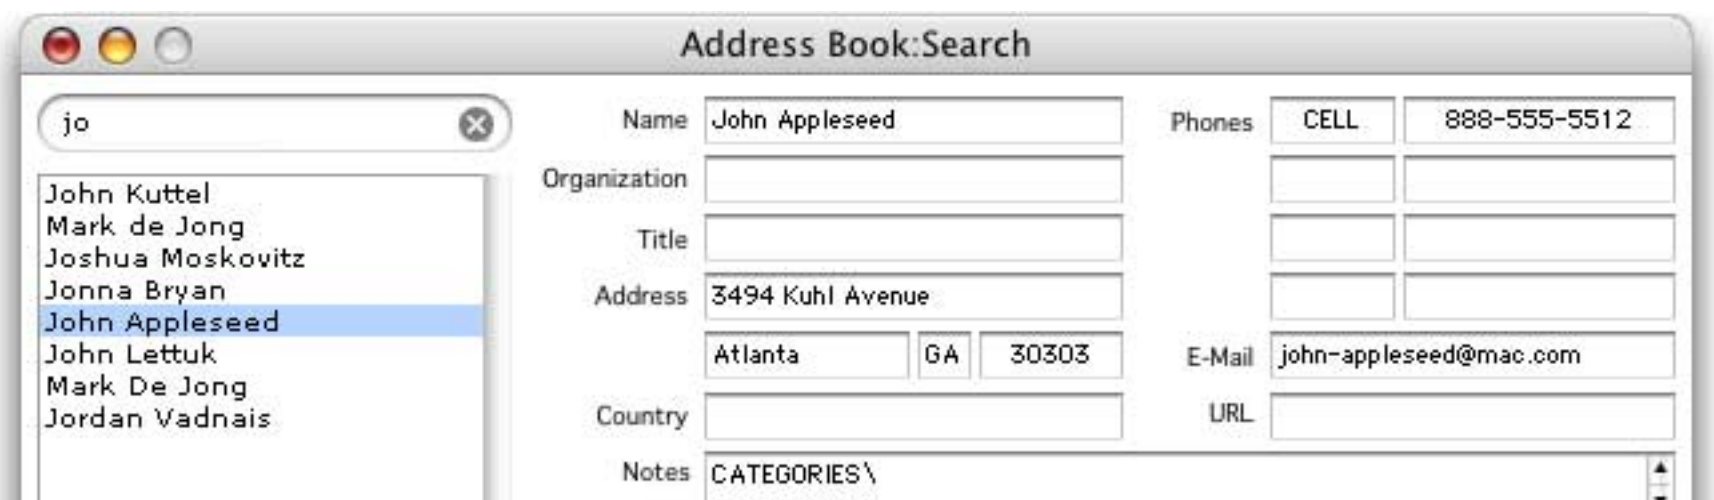 Address Book:Search
jo
John Kuttel
Mark de Jong
Joshua Moskovitz
Jonna Bryan
John Appleseed
John Lettuk
Mark De Jong
Jordan Vadnais
Name John Appleseed
Organization
Title
Address 3494 Kuhl Avenue
Atlanta GA 30303
Country
Notes CATEGORIES\
Phones CELL 888-555-5512
E-Mail john-appleseed@mac.com
URL